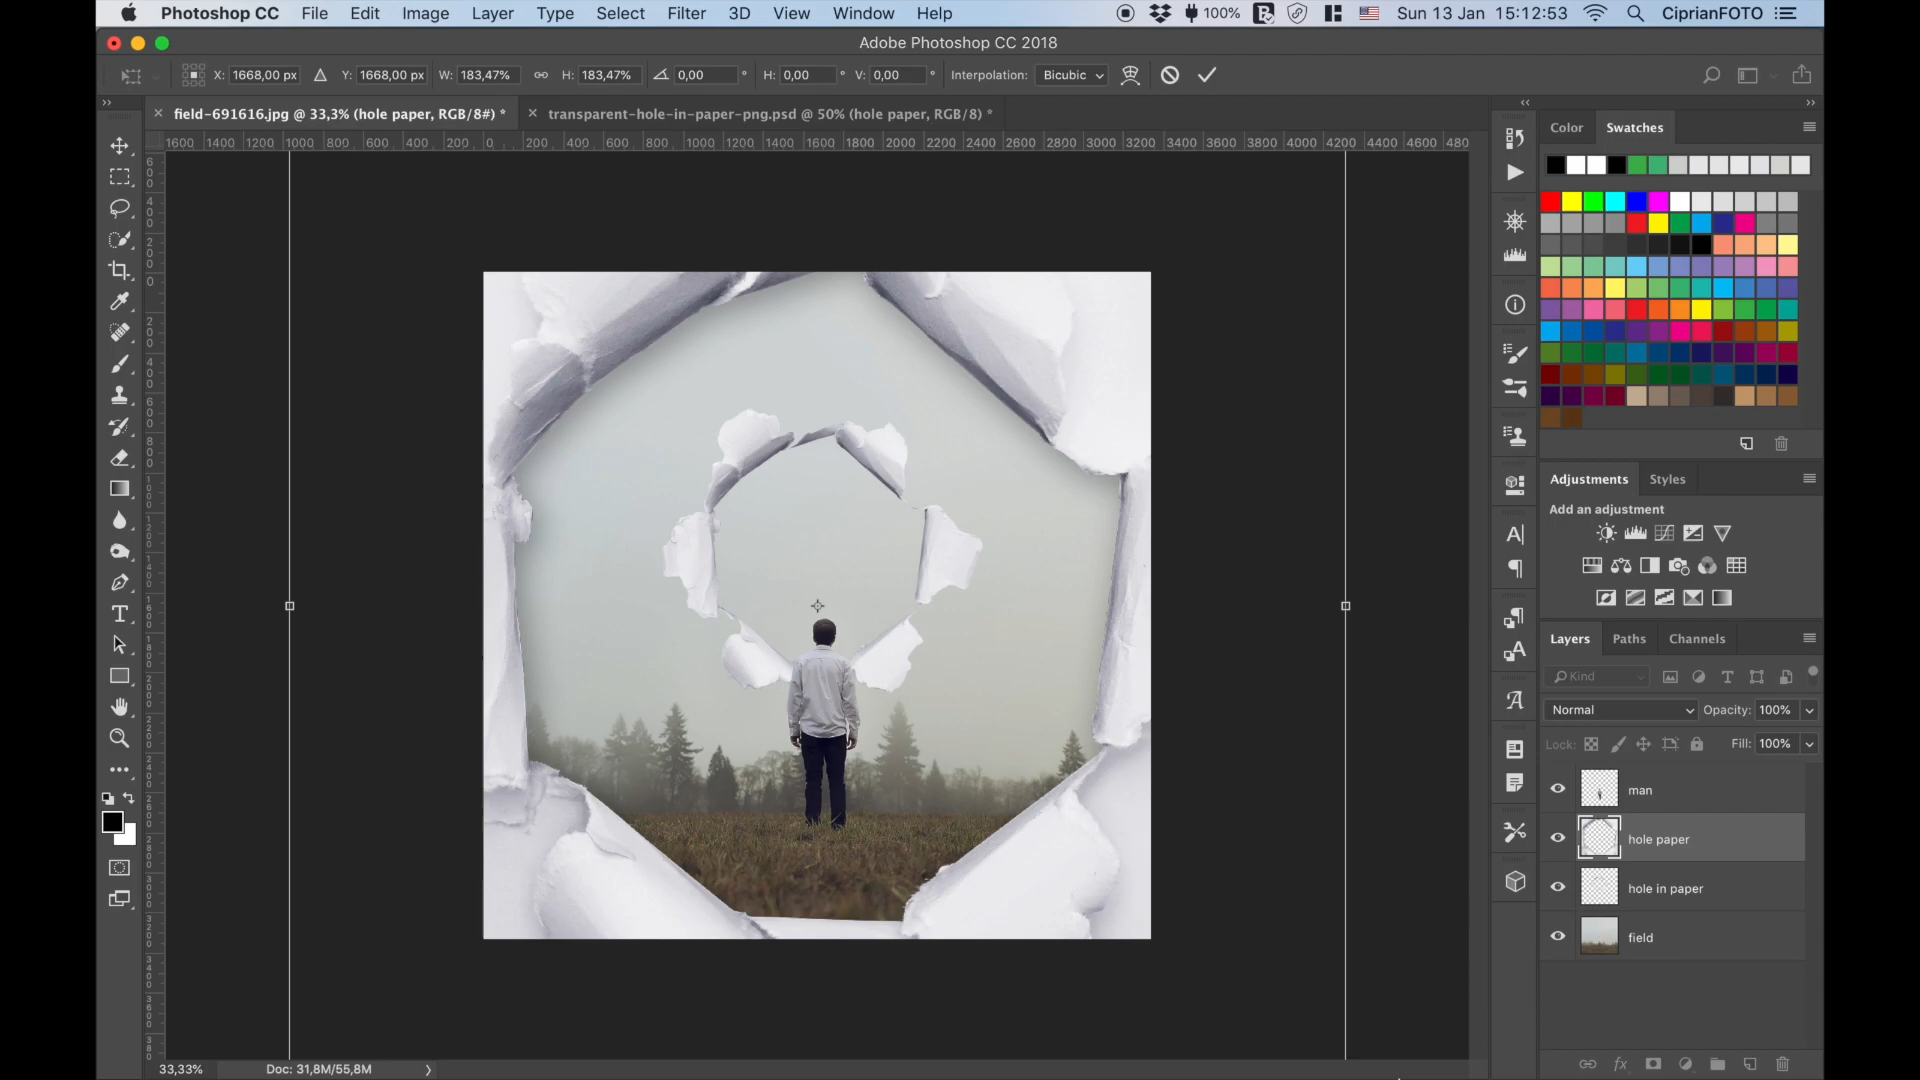 Photoshop CC File Edit Image Layer Type Select Filter 3D View Window Help 100% Sun 13 Jan 15:12:53 CiprianFOTO
Adobe Photoshop CC 2018
X: 1668,00 px Y: 1668,00 px W: 183,47% H: 183,47% 0,00 ° H: 0,00 ° V: 0,00 ° Interpolation: Bicubic
field-691616.jpg @ 33,3% (hole paper, RGB/8#) * transparent-hole-in-paper-png.psd @ 50% (hole paper, RGB/8) *
1600 1400 1200 1000 800 600 400 200 0 200 400 600 800 1000 1200 1400 1600 1800 2000 2200 2400 2600 2800 3000 3200 3400 3600 3800 4000 4200 4400 4600 480
Color Swatches
Adjustments Styles
Add an adjustment
Layers Paths Channels
Kind
Normal Opacity: 100%
Lock: Fill: 100%
man
hole paper
hole in paper
field
33,33% Doc: 31,8M/55,8M